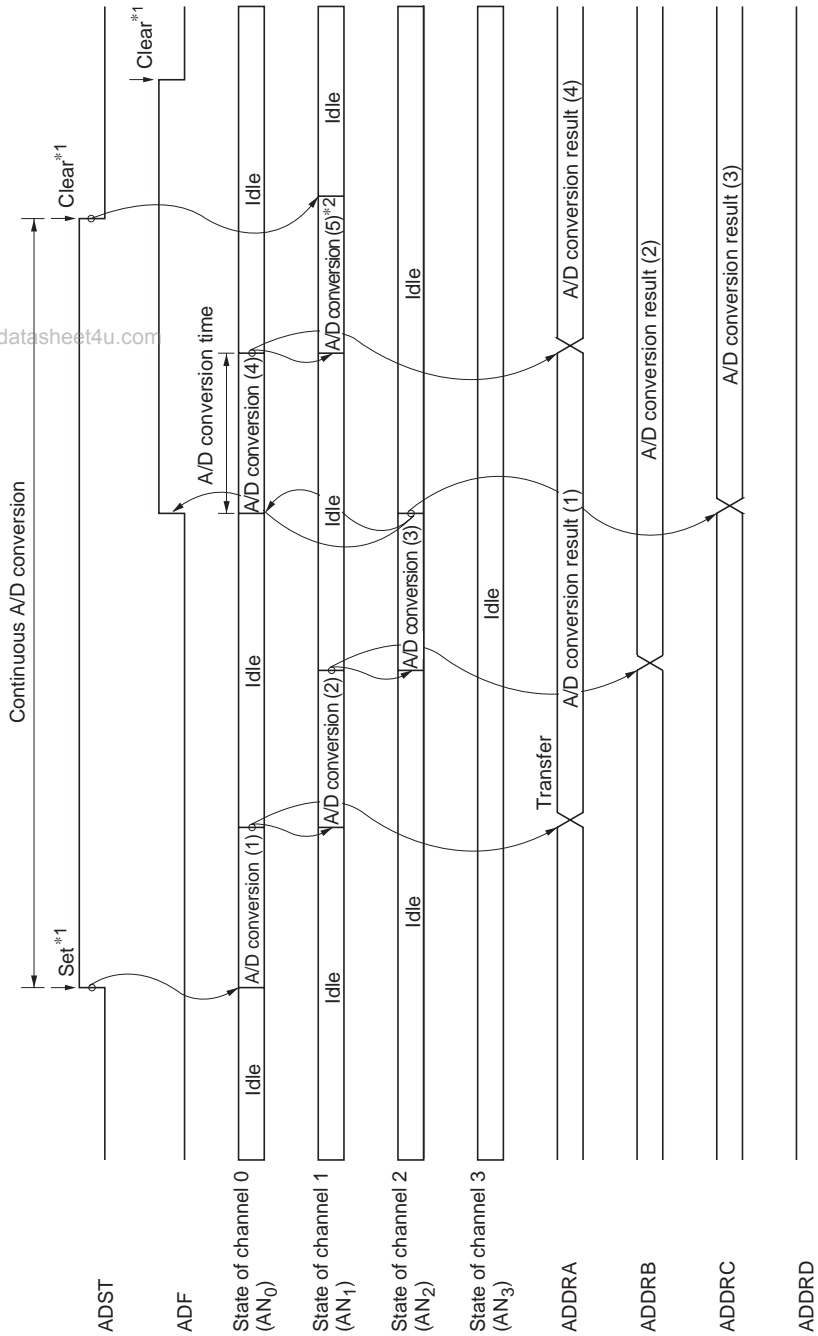 Continuous A/D conversion
Set*1
Clear*1
ADST
Clear*1
ADF
A/D conversion time
State of channel 0
(AN0)
Idle
A/D conversion (1)
Idle
A/D conversion (4)
Idle
State of channel 1
(AN1)
Idle
A/D conversion (2)
Idle
A/D conversion (5)*2
Idle
State of channel 2
(AN2)
Idle
A/D conversion (3)
Idle
State of channel 3
(AN3)
Idle
Transfer
ADDRA
A/D conversion result (1)
A/D conversion result (4)
ADDRB
A/D conversion result (2)
ADDRC
A/D conversion result (3)
ADDRD
datasheet4u.com